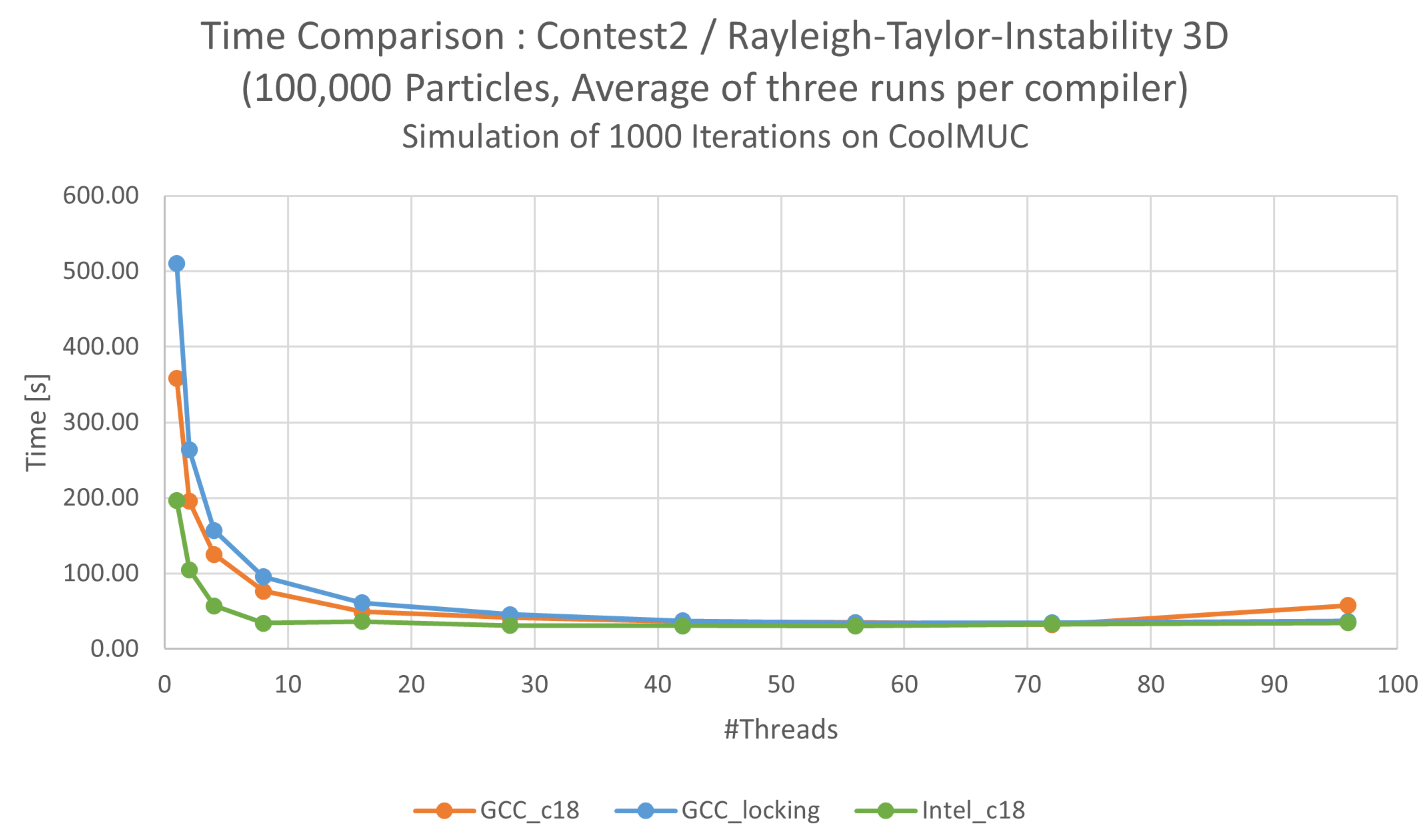 Time Comparison : Contest2 / Rayleigh-Taylor-Instability 3D
(100,000 Particles, Average of three runs per compiler)
Simulation of 1000 Iterations on CoolMUC
600.00
500.00
400.00
300.00
200.00
100.00
0.00
Time [s]
0 10 20 30 40 50 60 70 80 90 100
#Threads
GCC_c18 GCC_locking Intel_c18